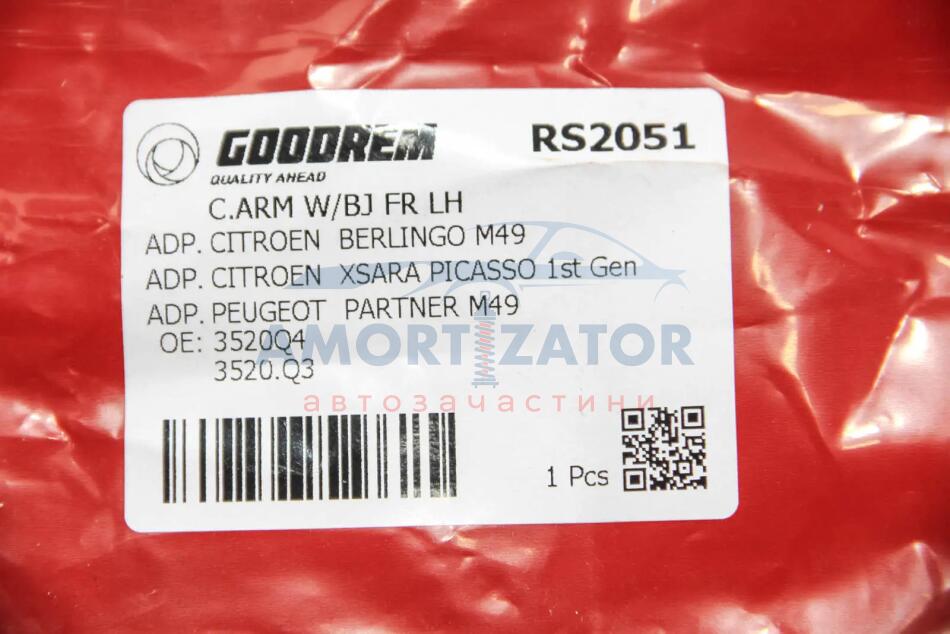 GOODREM
RS2051
QUALITY AHEAD
C.ARM W/BJ FR LH
ADP. CITROEN BERLINGO M49
ADP. CITROEN XSARA PICASSO 1st Gen
ADP. PEUGEOT PARTNER M49
OE: 3520Q4
3520.Q3
AMORTIZATOR
автозачастини
1 Pcs